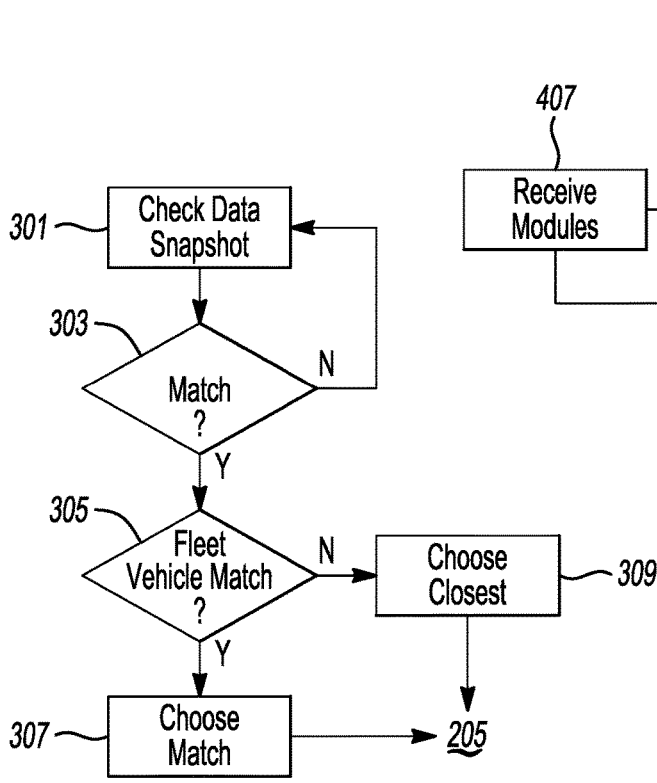 407
Receive
Modules
301
Check Data
Snapshot
303
Match
?
N
Y
305
Fleet
Vehicle Match
?
N
Y
Choose
Closest
309
307
Choose
Match
205